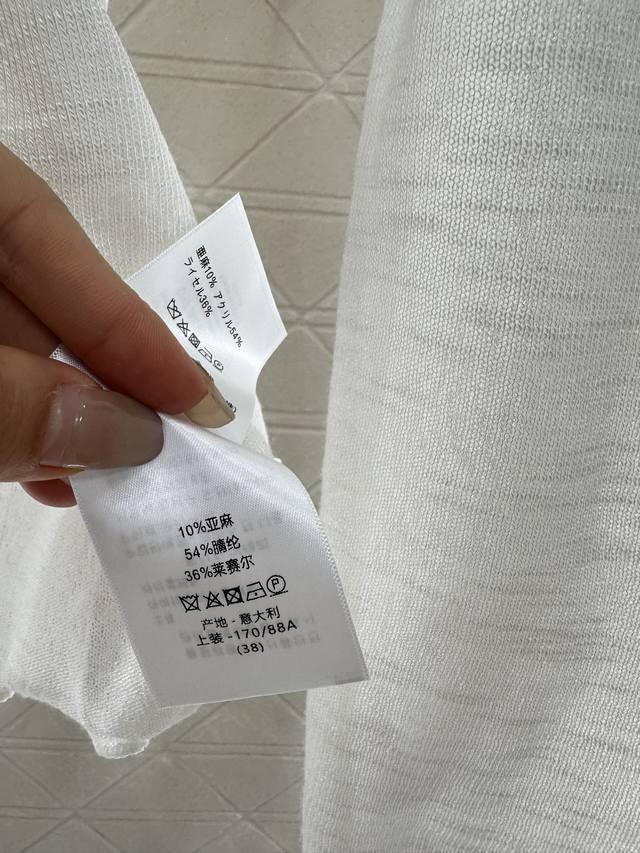 亜麻10% アクリル54%
ライセル36%
10%亚麻
54%腈纶
36%莱赛尔
P
产地 - 意大利
上装 -170/88A
(38)